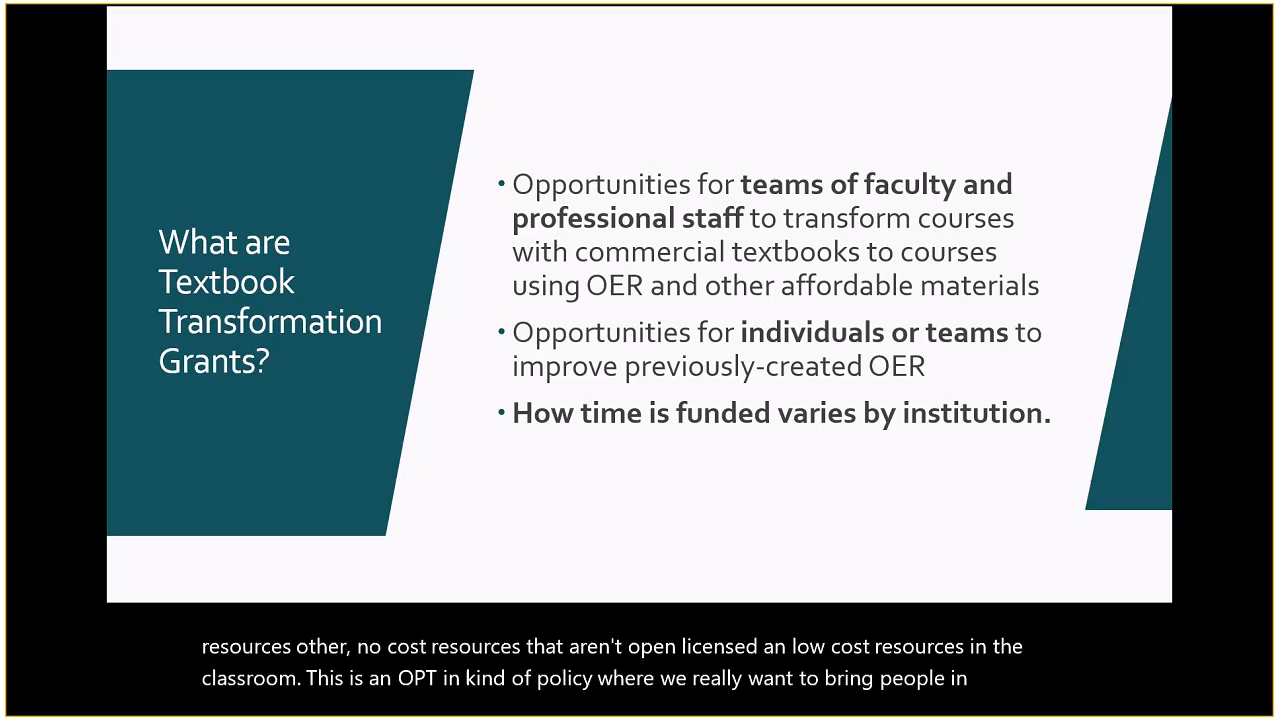 What are
Textbook
Transformation
Grants?
• Opportunities for teams of faculty and
professional staff to transform courses
with commercial textbooks to courses
using OER and other affordable materials
• Opportunities for individuals or teams to
improve previously-created OER
• How time is funded varies by institution.
resources other, no cost resources that aren't open licensed an low cost resources in the
classroom. This is an OPT in kind of policy where we really want to bring people in